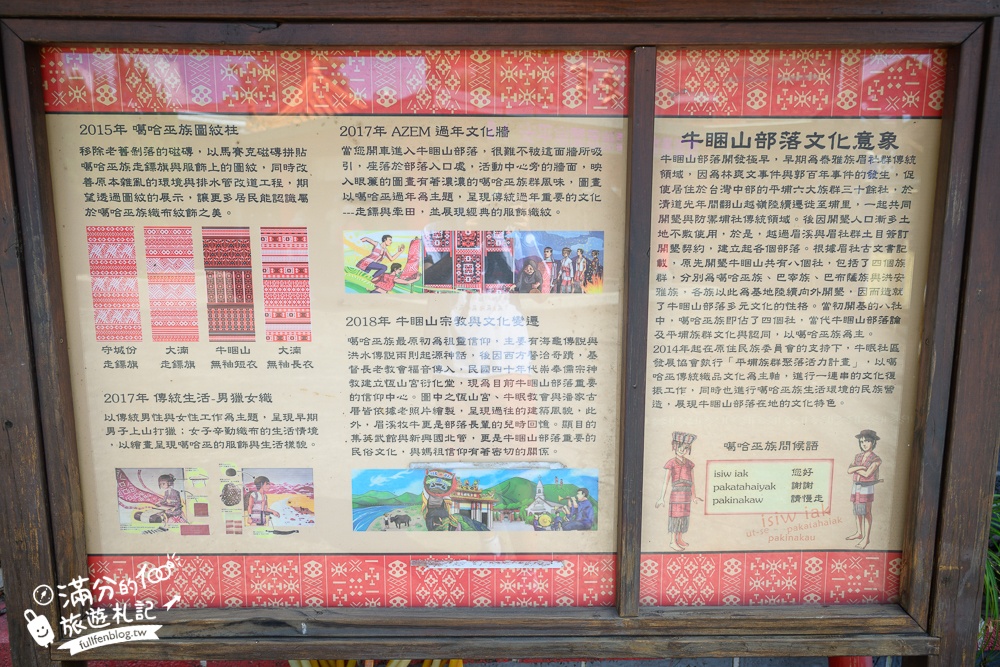 2015年 噶哈巫族圖紋柱
移除老舊剝落的磁磚，以馬賽克磁磚拼貼
噶哈巫族走鏢旗與服飾上的圖紋，同時改
善原本雜亂的環境與排水管改道工程，期
望透過圖紋的展示，讓更多居民能認識屬
於噶哈巫族織布紋飾之美。
守城份
走鏢旗
大湳
走鏢旗
牛睏山
無袖短衣
大湳
無袖長衣
2017年 傳統生活-男獵女織
以傳統男性與女性工作為主題，呈現早期
男子上山打獵；女子辛勤織布的生活情境
，以繪畫呈現噶哈巫的服飾與生活樣貌。
2017年 AZEM 過年文化牆
當您開車進入牛睏山部落，很難不被這面牆所吸
引，座落於部落入口處，活動中心旁的牆面，映
入眼簾的圖畫有著濃濃的噶哈巫族群風味，圖畫
以噶哈巫過年為主題，呈現傳統過年重要的文化
---走鏢與牽田，並展現經典的服飾織紋。
2018年 牛睏山宗教與文化變遷
噶哈巫族最原初為祖靈信仰，主要有海龜傳說與
洪水傳說兩則起源神話，後因西方醫治奇蹟，基
督長老教會福音傳入，民國四十年代崇奉儒宗神
教建立恆山宮衍化堂，現為目前牛睏山部落重要
的信仰中心。圖中之恆山宮、牛眠教會與潘家古
厝皆依據老照片繪製，呈現過往的建築風貌，此
外，眉溪牧牛更是部落長輩的兒時回憶。顯目的
集英武館與新興國北管，更是牛睏山部落重要的
民俗文化，與媽祖信仰有著密切的關係。
牛睏山部落文化意象
牛睏山部落開發極早，早期為泰雅族眉社群傳統
領域，因為林爽文事件與郭百年事件的發生，促
使居住於台灣中部的平埔六大族群三十餘社，於
清道光年間翻山越嶺陸續遷徙至埔里，一起共同
開墾與防禦埔社傳統領域。後因開墾人口漸多土
地不敷使用，於是，越過眉溪與眉社群土目簽訂
開墾契約，建立起各個部落。根據眉社古文書記
載，原先開墾牛睏山共有八個社，包括了四個族
群，分別為噶哈巫族、巴宰族、巴布薩族與洪安
雅族，各族以此為基地陸續向外開墾，因而造就
了牛睏山部落多元文化的性格。當初開基的八社
中，噶哈巫族即佔了四個社，當代牛睏山部落論
及平埔族群文化與認同，以噶哈巫族為主。
2014年起在原住民族委員會的支持下，牛眠社區
發展協會執行「平埔族群聚落活力計畫」，以噶
哈巫傳統織品文化為主軸，進行一連串的文化復
振工作，同時也進行噶哈巫族生活環境的民族營
造，展現牛睏山部落在地的文化特色。
噶哈巫族問候語
isiw iak 您好
pakatahaiyak 謝謝
pakinakaw 請慢走
isiw iak
pakatahaiak
pakinakau
滿分的
旅遊札記
fullfenblog.tw